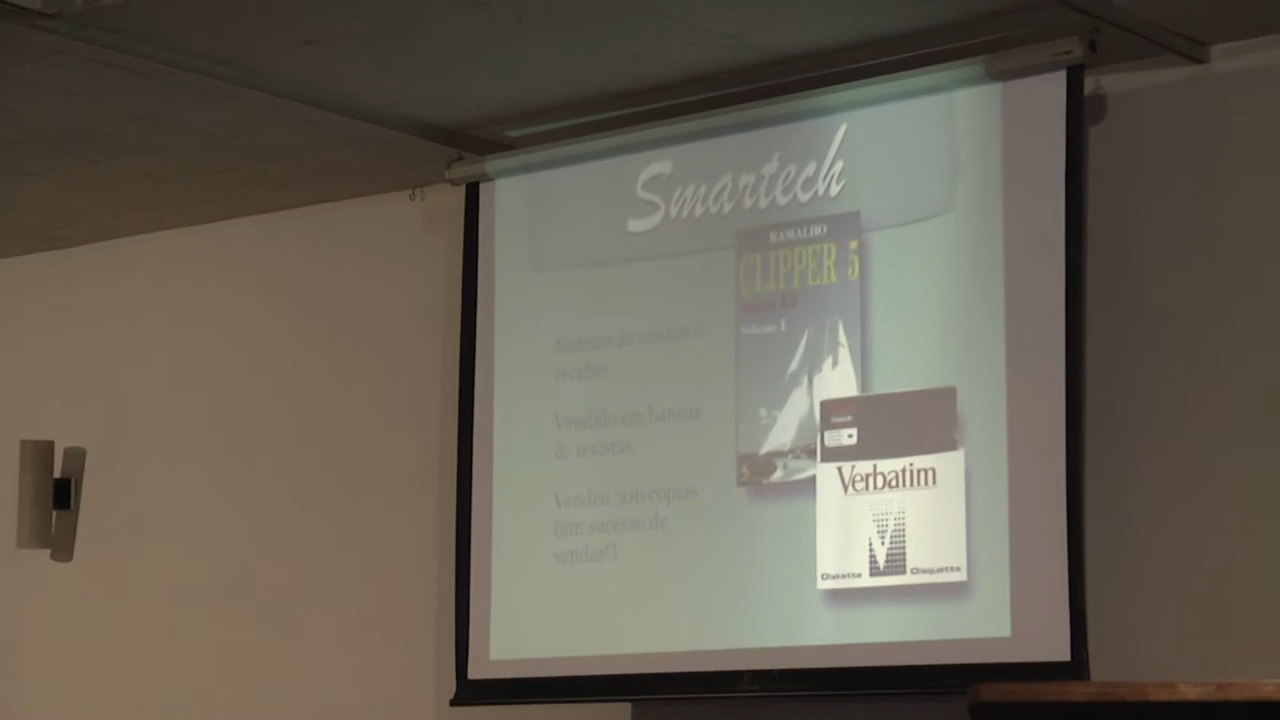 Smartech
RAMALHO
CLIPPER 5
Volume 1
Sistema de contas a
receber
Vendido em bancas
de revistas
Vendeu 300 cópias
(um sucesso de
vendas!)
Verbatim
Diskette Disquette